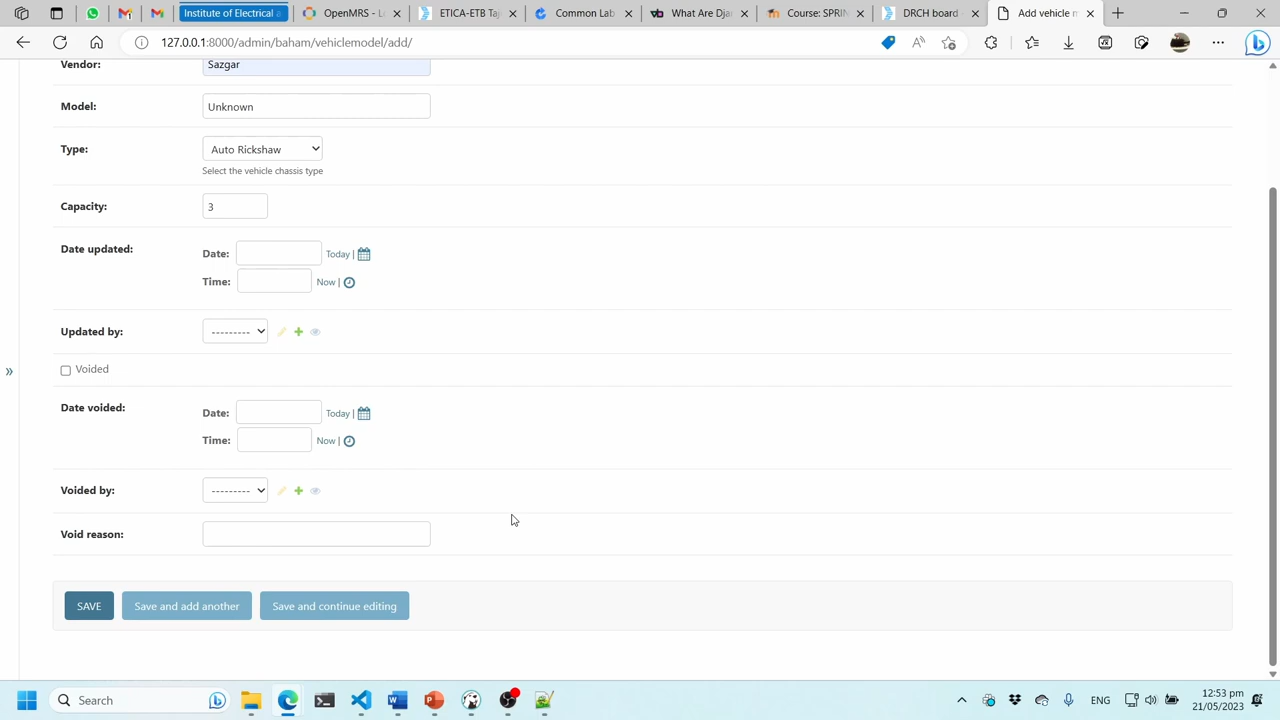 Institute of Electrical a
OpenMRS - Lo
ETICA-ETB Ta
Common Lab
What Are Djan
Course: SPRIN
Dashboard
Add vehicle m
127.0.0.1:8000/admin/baham/vehiclemodel/add/
Vendor: Sazgar
Model: Unknown
Type: Auto Rickshaw
Select the vehicle chassis type
Capacity: 3
Date updated: Date: Today |
Time: Now |
Updated by: ---------
Voided
Date voided: Date: Today |
Time: Now |
Voided by: ---------
Void reason:
SAVE Save and add another Save and continue editing
Search ENG 12:53 pm
21/05/2023